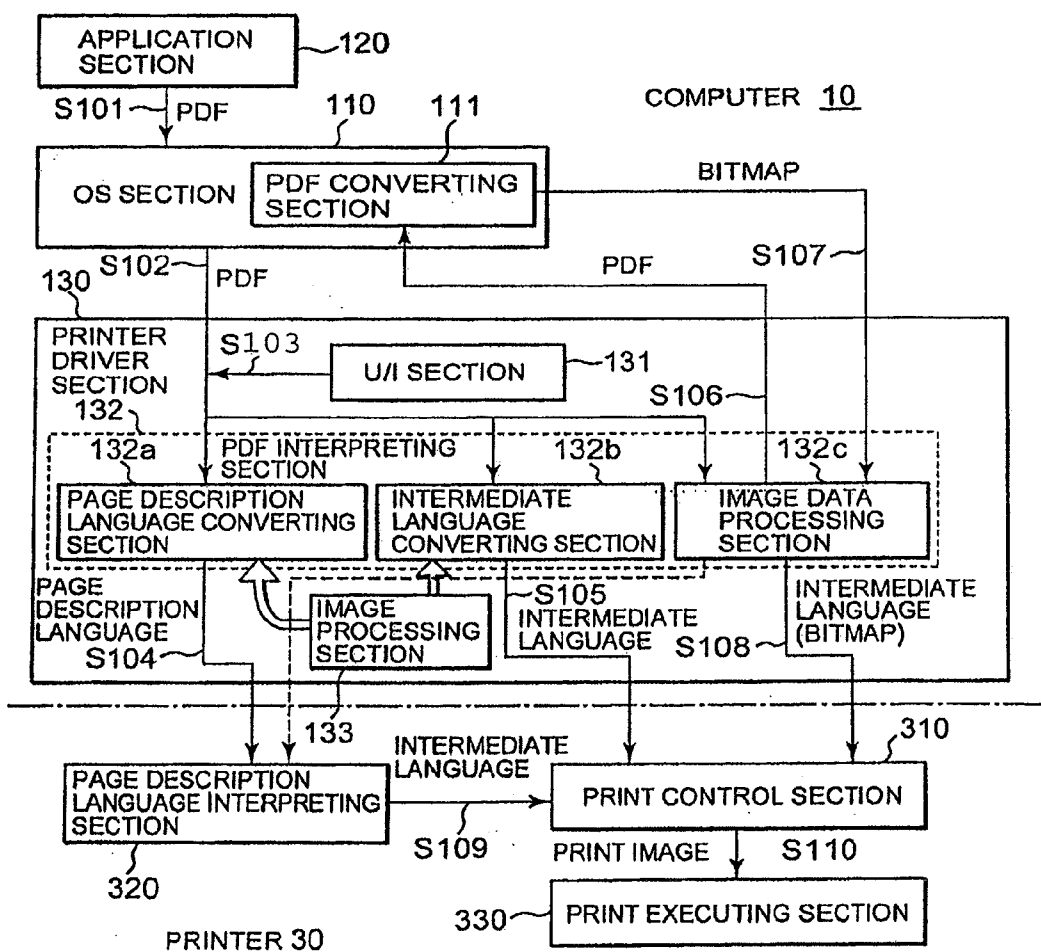 APPLICATION
SECTION
120
S101
PDF
COMPUTER 10
110
111
OS SECTION
PDF CONVERTING
SECTION
BITMAP
S102
PDF
PDF
S107
130
PRINTER
DRIVER
SECTION
S103
U/I SECTION
131
S106
132
132a
PDF INTERPRETING
SECTION
132b
132c
PAGE DESCRIPTION
LANGUAGE CONVERTING
SECTION
INTERMEDIATE
LANGUAGE
CONVERTING SECTION
IMAGE DATA
PROCESSING
SECTION
PAGE
DESCRIPTION
LANGUAGE
S104
IMAGE
PROCESSING
SECTION
S105
INTERMEDIATE
LANGUAGE
INTERMEDIATE
LANGUAGE
(BITMAP)
S108
133
310
PAGE DESCRIPTION
LANGUAGE INTERPRETING
SECTION
INTERMEDIATE
LANGUAGE
S109
PRINT CONTROL SECTION
320
PRINT IMAGE
S110
330
PRINT EXECUTING SECTION
PRINTER 30